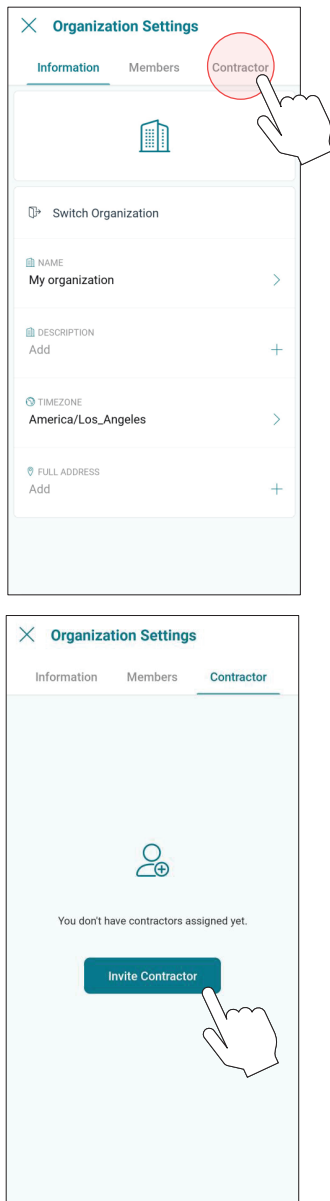 Organization Settings
Information Members Contractor
Switch Organization
NAME
My organization
DESCRIPTION
Add
TIMEZONE
America/Los_Angeles
FULL ADDRESS
Add
Organization Settings
Information Members Contractor
You don't have contractors assigned yet.
Invite Contractor